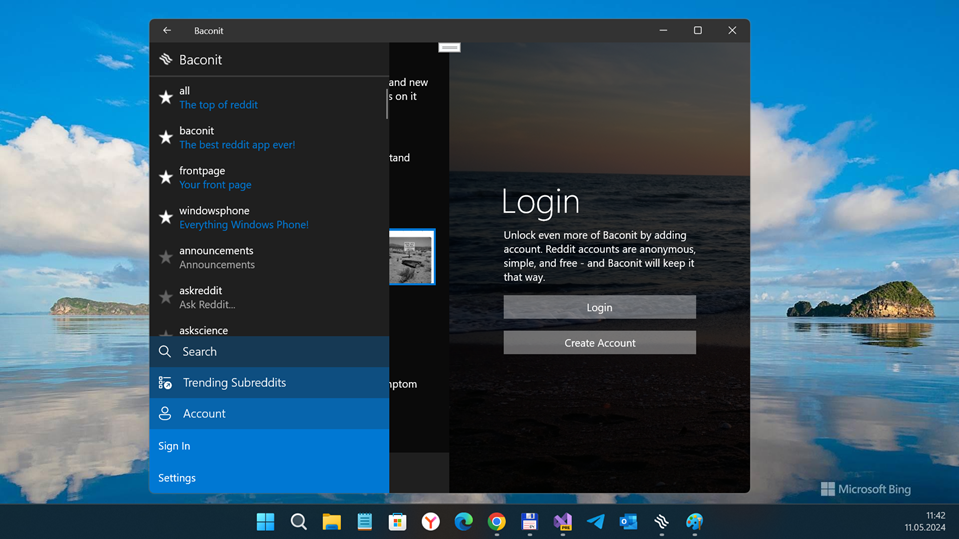 Baconit
Baconit
all
The top of reddit
baconit
The best reddit app ever!
frontpage
Your front page
windowsphone
Everything Windows Phone!
announcements
Announcements
askreddit
Ask Reddit...
askscience
Search
Trending Subreddits
Account
Sign In
Settings
and new
s on it
tand
mptom
Login
Unlock even more of Baconit by adding
account. Reddit accounts are anonymous,
simple, and free - and Baconit will keep it
that way.
Login
Create Account
Microsoft Bing
11:42
11.05.2024